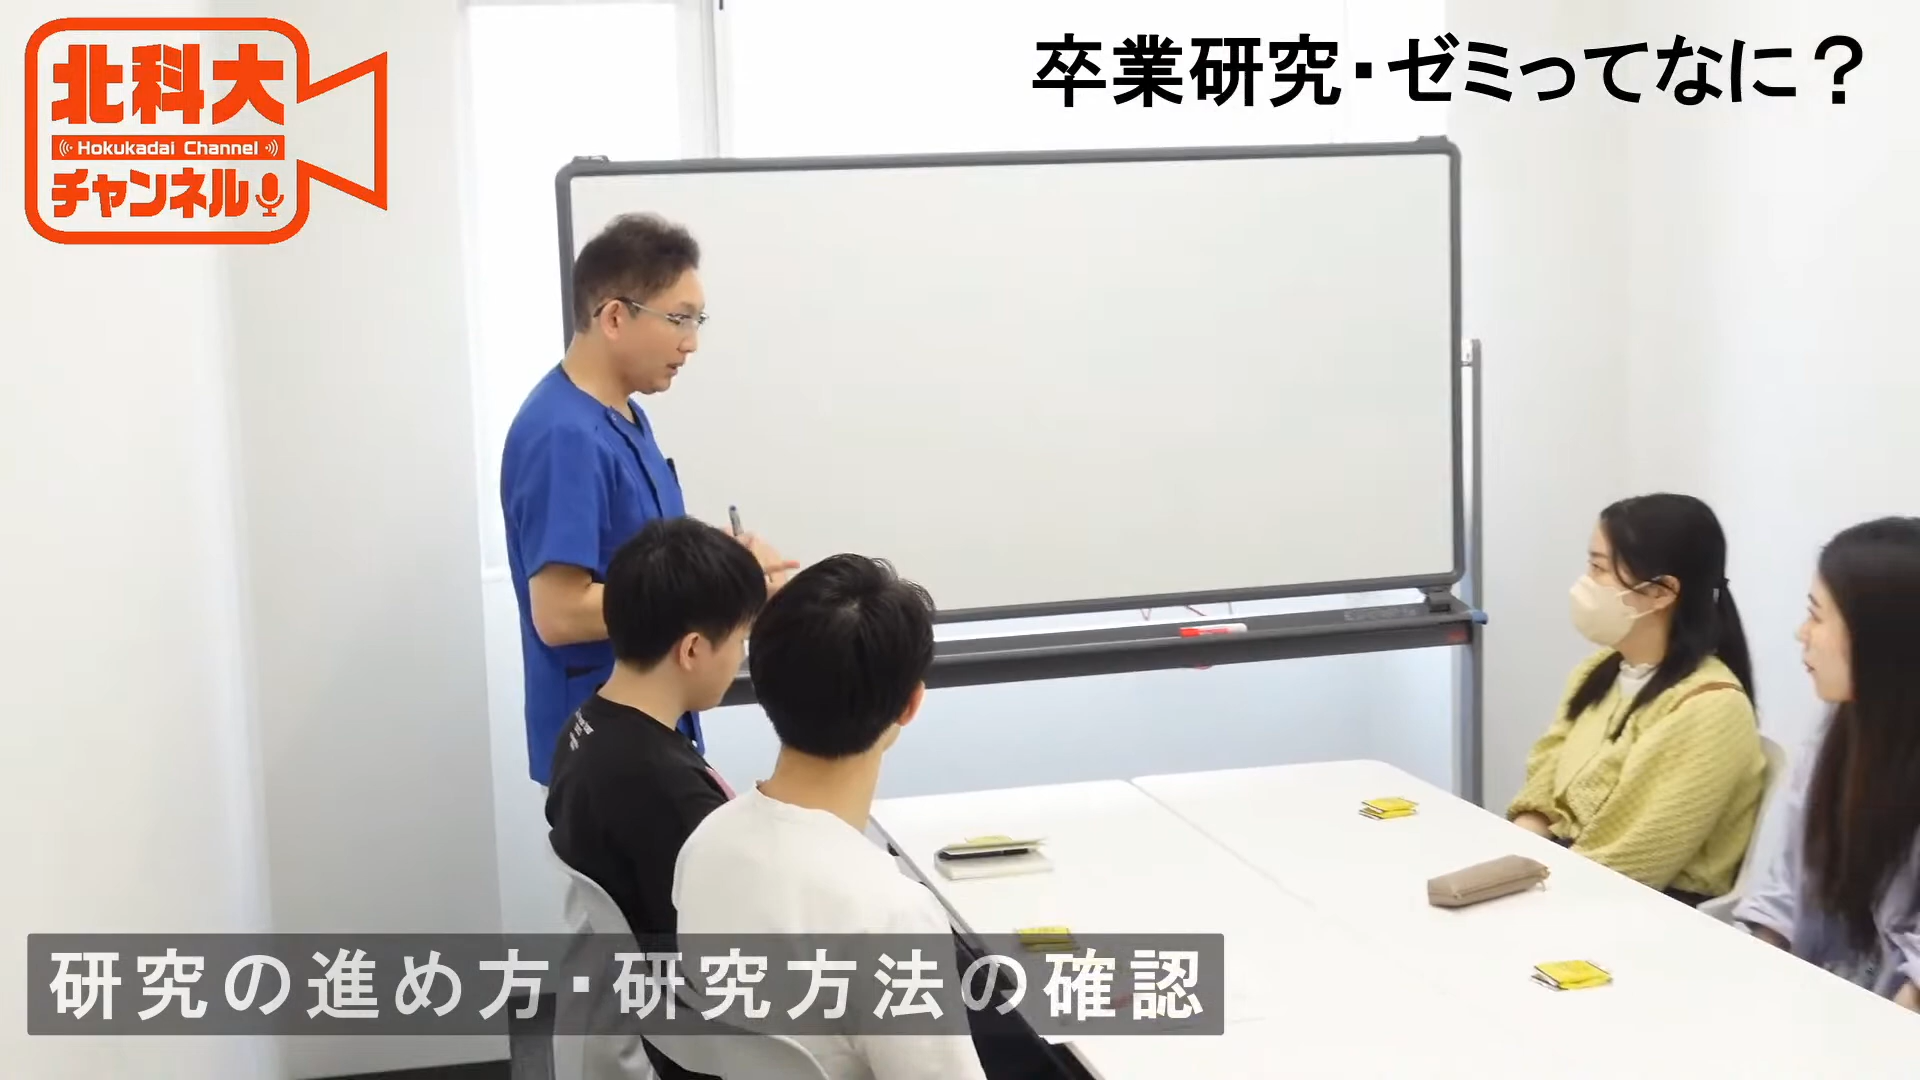 北科大
Hokukadai Channel
チャンネル
卒業研究・ゼミってなに？
研究の進め方・研究方法の確認